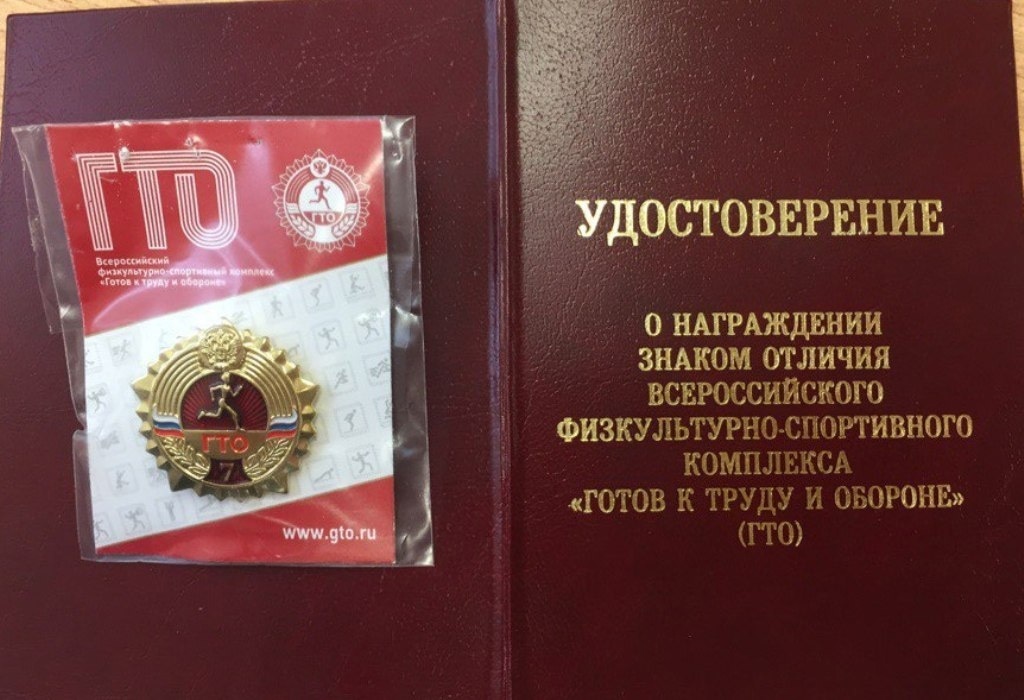 ГТО
ГТО
Всероссийский
физкультурно-спортивный комплекс
«Готов к труду и обороне»
ГТО
7
www.gto.ru
УДОСТОВЕРЕНИЕ
О НАГРАЖДЕНИИ
ЗНАКОМ ОТЛИЧИЯ
ВСЕРОССИЙСКОГО
ФИЗКУЛЬТУРНО-СПОРТИВНОГО
КОМПЛЕКСА
«ГОТОВ К ТРУДУ И ОБОРОНЕ»
(ГТО)